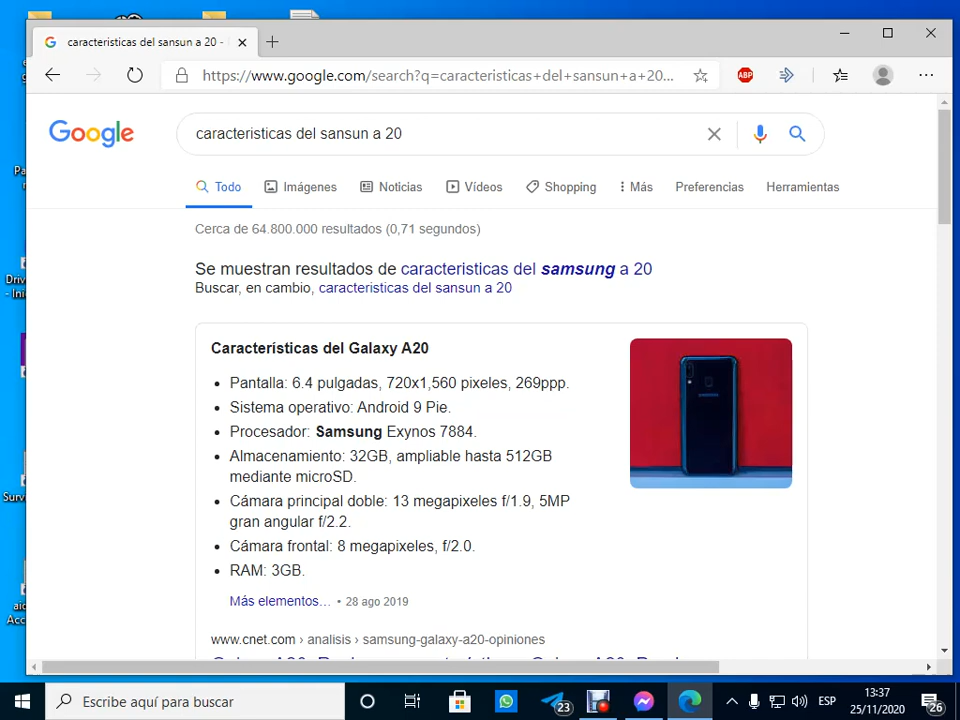 caracteristicas del sansun a 20 -
https://www.google.com/search?q=caracteristicas+del+sansun+a+20...
ABP
Google
caracteristicas del sansun a 20
Todo
Imágenes
Noticias
Vídeos
Shopping
Más
Preferencias
Herramientas
Cerca de 64.800.000 resultados (0,71 segundos)
Se muestran resultados de caracteristicas del samsung a 20
Buscar, en cambio, caracteristicas del sansun a 20
Características del Galaxy A20
• Pantalla: 6.4 pulgadas, 720x1,560 pixeles, 269ppp.
• Sistema operativo: Android 9 Pie.
• Procesador: Samsung Exynos 7884.
• Almacenamiento: 32GB, ampliable hasta 512GB
mediante microSD.
• Cámara principal doble: 13 megapixeles f/1.9, 5MP
gran angular f/2.2.
• Cámara frontal: 8 megapixeles, f/2.0.
• RAM: 3GB.
Más elementos... • 28 ago 2019
www.cnet.com › analisis › samsung-galaxy-a20-opiniones
Escribe aquí para buscar
23
ESP
13:37
25/11/2020
26